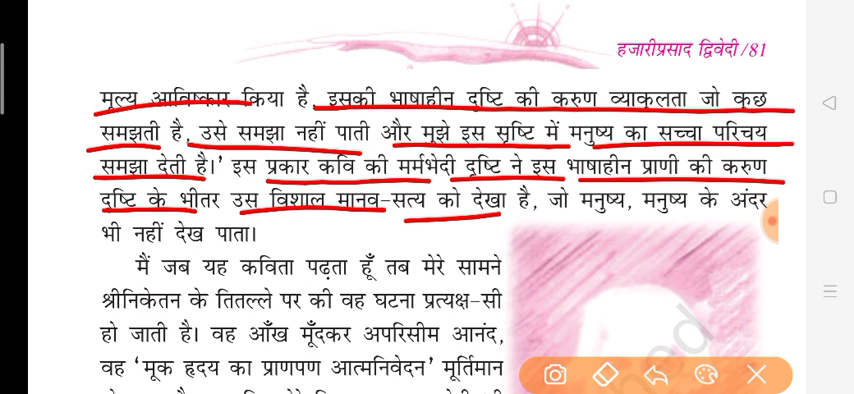 हजारीप्रसाद द्विवेदी/81
मूल्य आविष्कार किया है, इसकी भाषाहीन दृष्टि की करुण व्याकुलता जो कुछ
समझती है, उसे समझा नहीं पाती और मुझे इस सृष्टि में मनुष्य का सच्चा परिचय
समझा देती है।’ इस प्रकार कवि की मर्मभेदी दृष्टि ने इस भाषाहीन प्राणी की करुण
दृष्टि के भीतर उस विशाल मानव-सत्य को देखा है, जो मनुष्य, मनुष्य के अंदर
भी नहीं देख पाता।
मैं जब यह कविता पढ़ता हूँ तब मेरे सामने
श्रीनिकेतन के तितल्ले पर की वह घटना प्रत्यक्ष-सी
हो जाती है। वह आँख मूँदकर अपरिसीम आनंद,
वह ‘मूक हृदय का प्राणपण आत्मनिवेदन’ मूर्तिमान